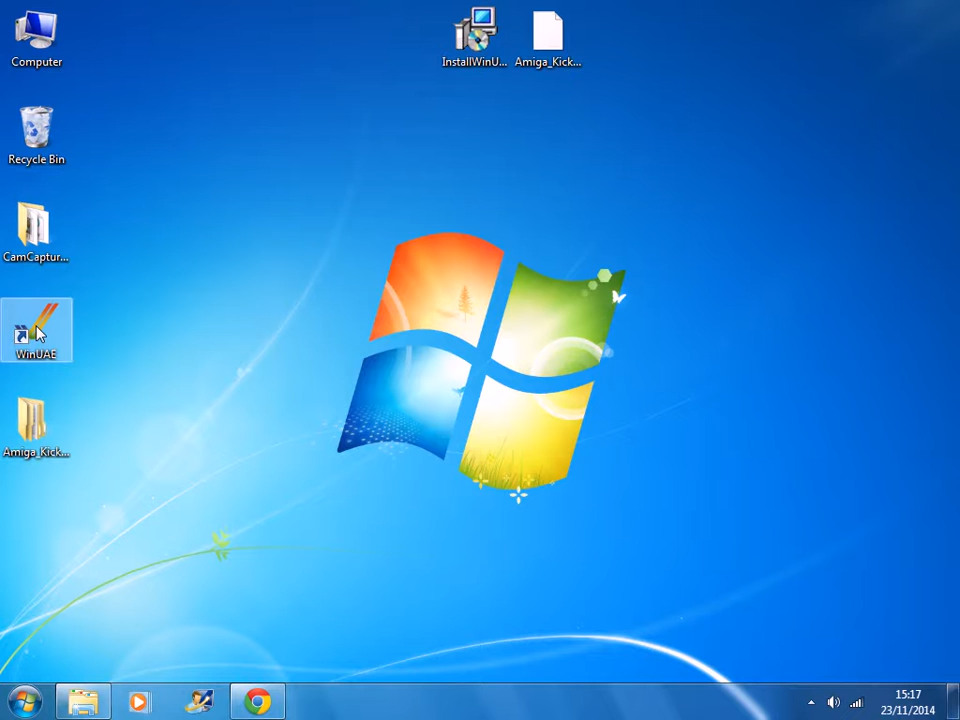 Computer
Recycle Bin
CamCaptur...
WinUAE
Amiga_Kick...
InstallWinU...
Amiga_Kick...
15:17
23/11/2014